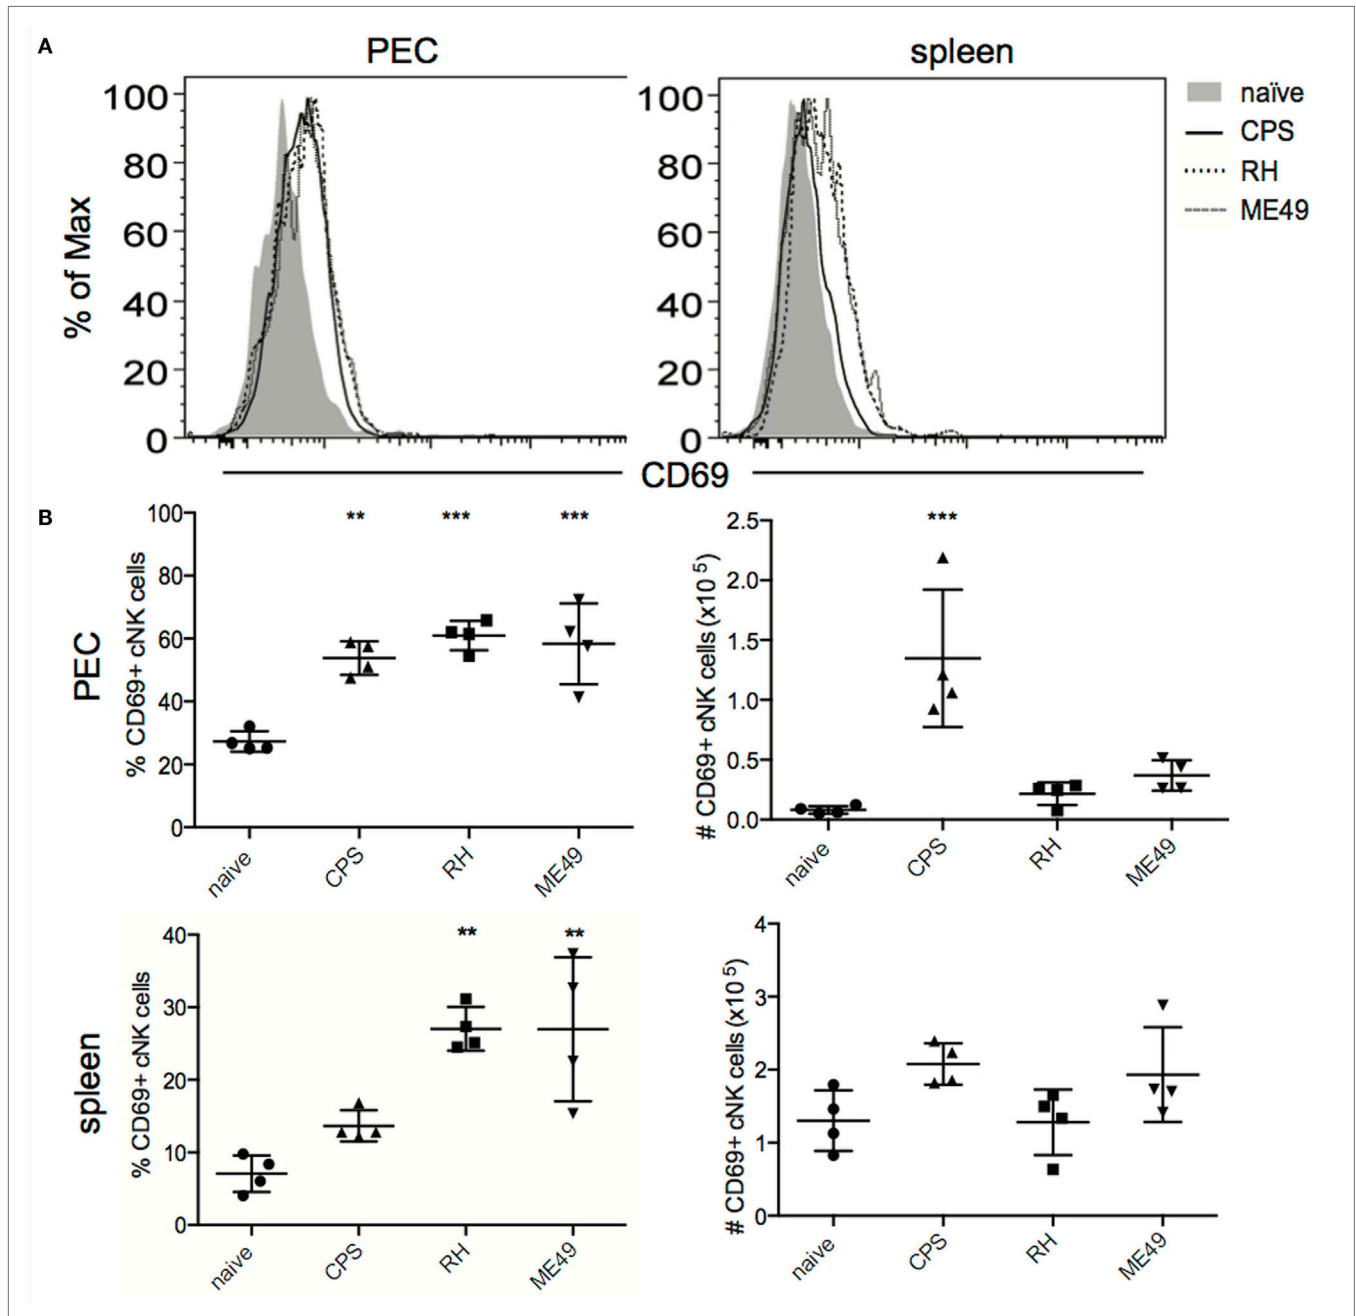 A
PEC
spleen
100
80
60
40
20
0
% of Max
100
80
60
40
20
0
naïve
CPS
RH
ME49
CD69
B
PEC
% CD69+ cNK cells
100
80
60
40
20
0
** *** ***
naive CPS RH ME49
# CD69+ cNK cells (x10 5)
2.5
2.0
1.5
1.0
0.5
0.0
***
naive CPS RH ME49
spleen
% CD69+ cNK cells
40
30
20
10
0
** **
naive CPS RH ME49
# CD69+ cNK cells (x10 5)
4
3
2
1
0
naive CPS RH ME49